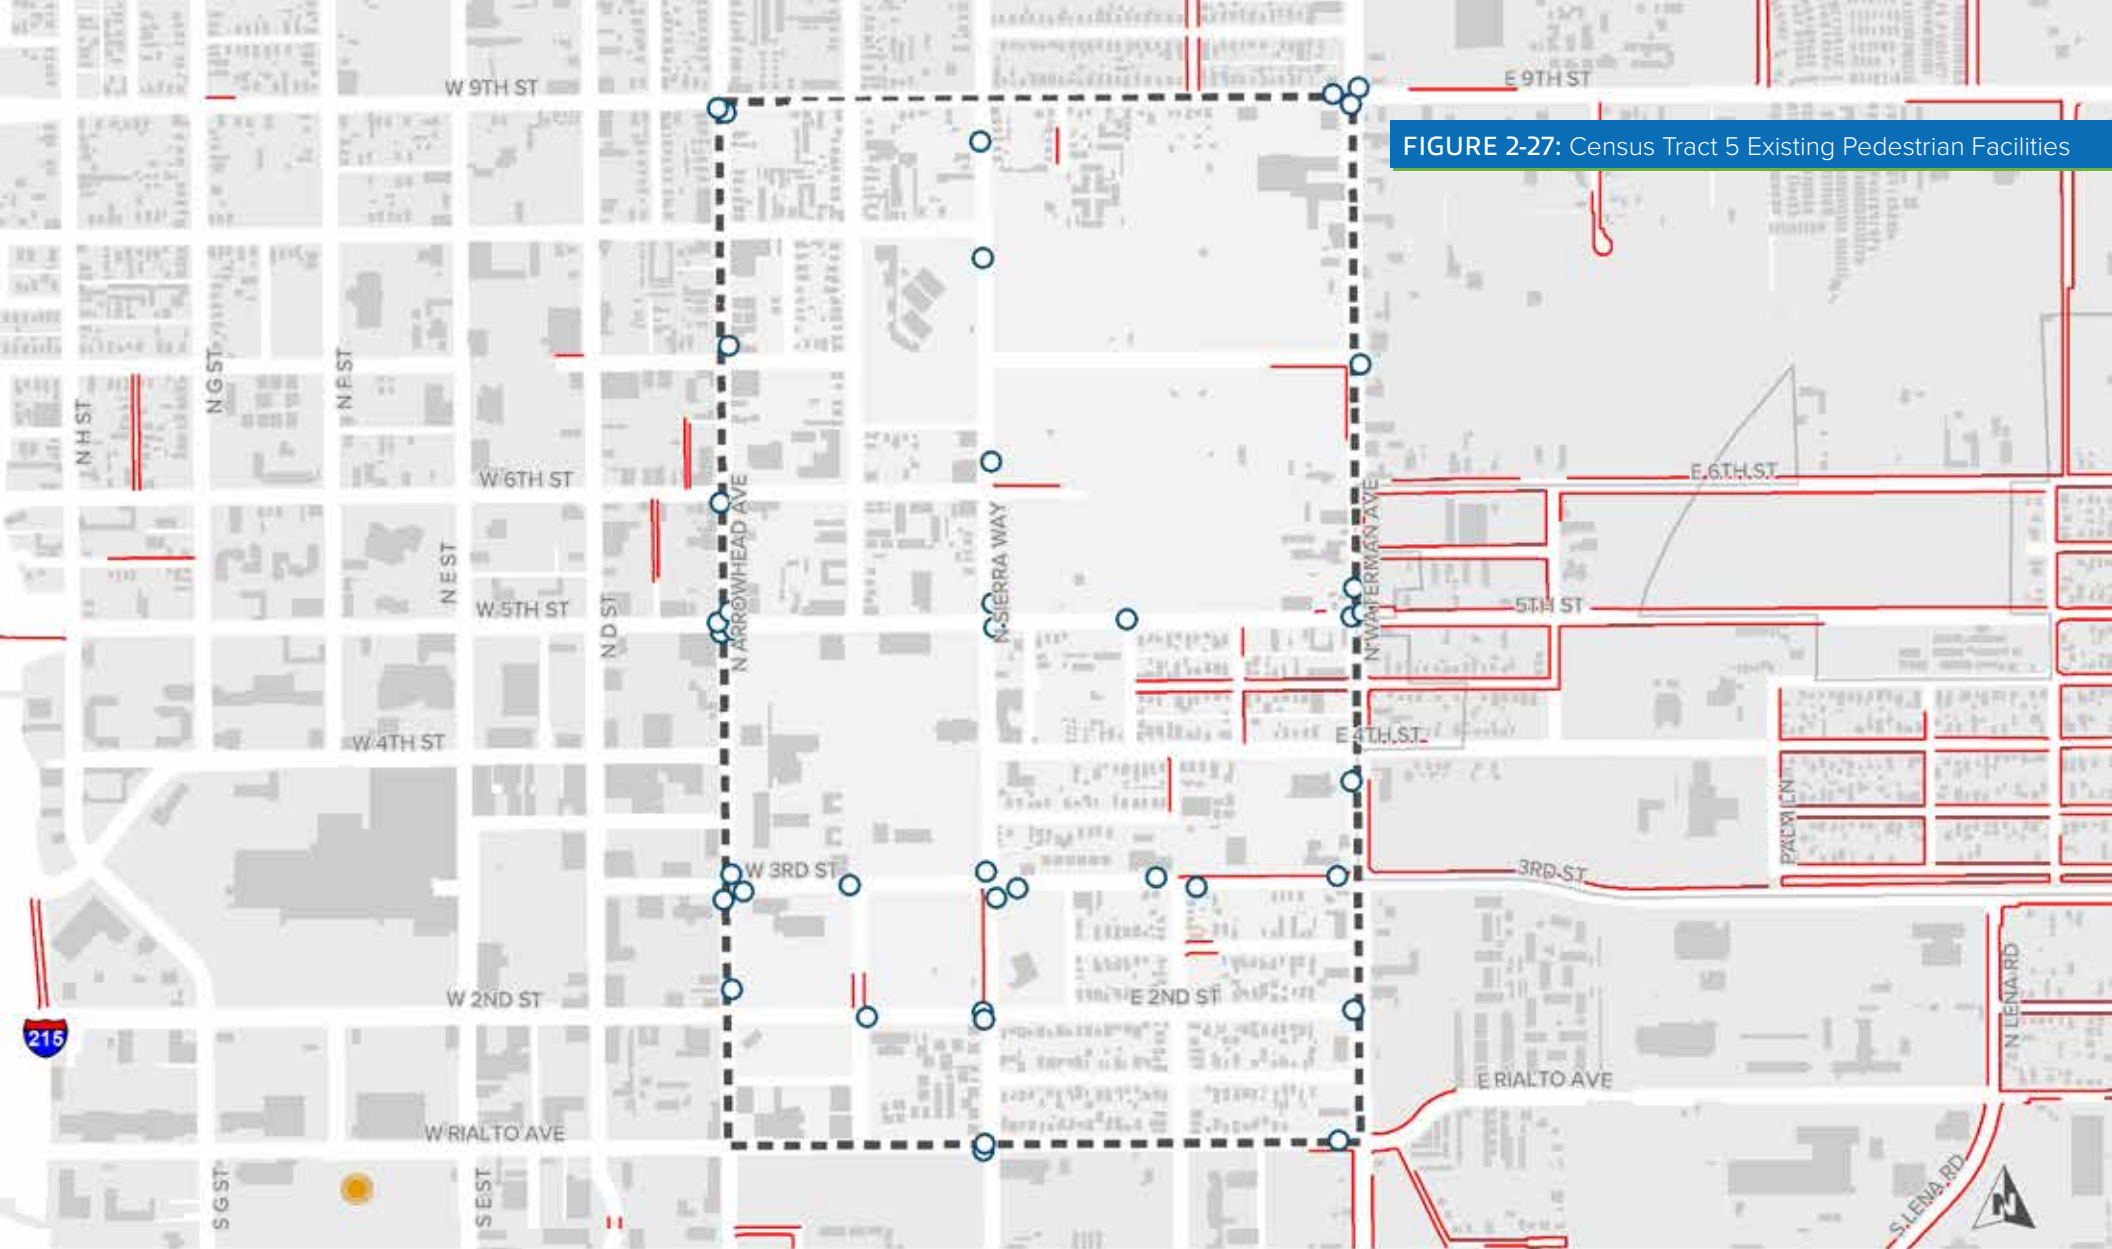 W 9TH ST
E 9TH ST
FIGURE 2-27: Census Tract 5 Existing Pedestrian Facilities
N H ST
N G ST
N F ST
W 6TH ST
E 6TH ST
N E ST
W 5TH ST
N D ST
N ARROWHEAD AVE
N SIERRA WAY
N WATERMAN AVE
5TH ST
W 4TH ST
E 4TH ST
PALM LN
W 3RD ST
3RD ST
W 2ND ST
E 2ND ST
N LENA RD
215
E RIALTO AVE
W RIALTO AVE
S G ST
S E ST
S LENA RD
N